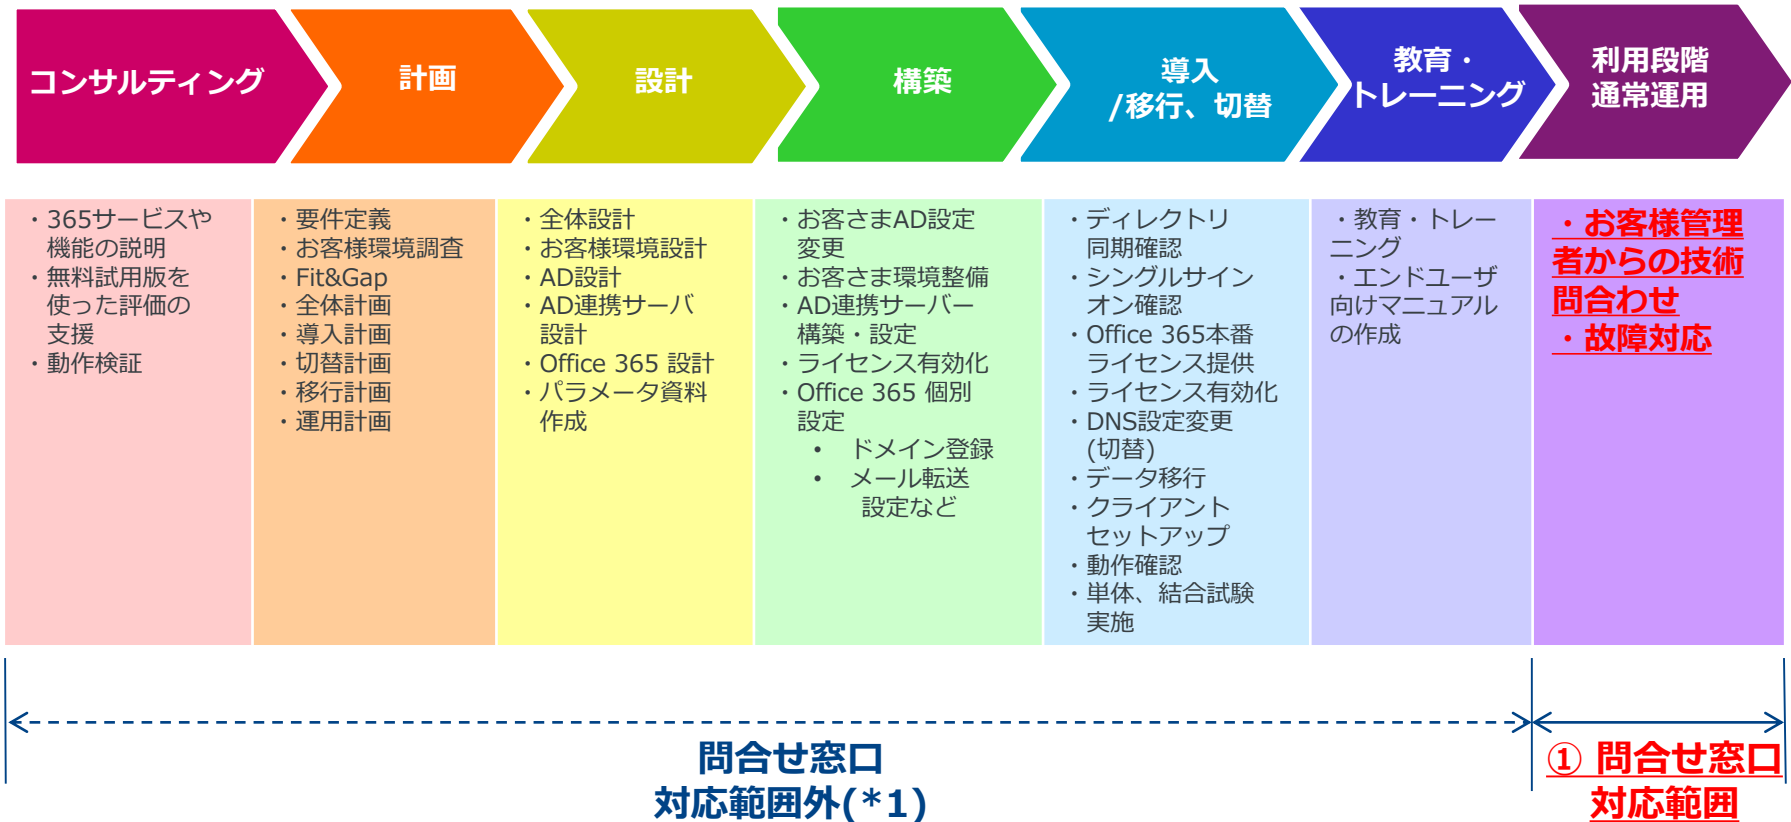 コンサルティング
計画
設計
構築
導入
/移行、切替
教育・
トレーニング
利用段階
通常運用
・365サービスや
機能の説明
・無料試用版を
使った評価の
支援
・動作検証
・要件定義
・お客様環境調査
・Fit&Gap
・全体計画
・導入計画
・切替計画
・移行計画
・運用計画
・全体設計
・お客様環境設計
・AD設計
・AD連携サーバ
設計
・Office 365 設計
・パラメータ資料
作成
・お客さまAD設定
変更
・お客さま環境整備
・AD連携サーバー
構築・設定
・ライセンス有効化
・Office 365 個別
設定
• ドメイン登録
• メール転送
設定など
・ディレクトリ
同期確認
・シングルサイン
オン確認
・Office 365本番
ライセンス提供
・ライセンス有効化
・DNS設定変更
(切替)
・データ移行
・クライアント
セットアップ
・動作確認
・単体、結合試験
実施
・教育・トレー
ニング
・エンドユーザ
向けマニュアル
の作成
・お客様管理
者からの技術
問合わせ
・故障対応
問合せ窓口
対応範囲外(*1)
① 問合せ窓口
対応範囲